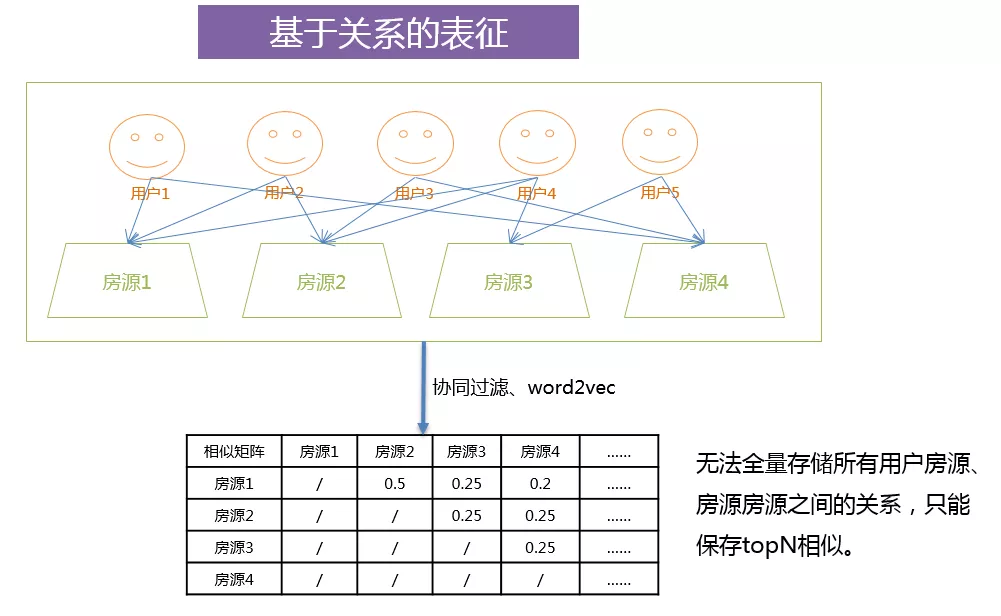 基于关系的表征
用户1 用户2 用户3 用户4 用户5
房源1 房源2 房源3 房源4
协同过滤、word2vec
相似矩阵 房源1 房源2 房源3 房源4 ......
房源1 / 0.5 0.25 0.2 ......
房源2 / / 0.25 0.25 ......
房源3 / / / 0.25 ......
房源4 / / / / ......
无法全量存储所有用户房源、
房源房源之间的关系，只能
保存topN相似。